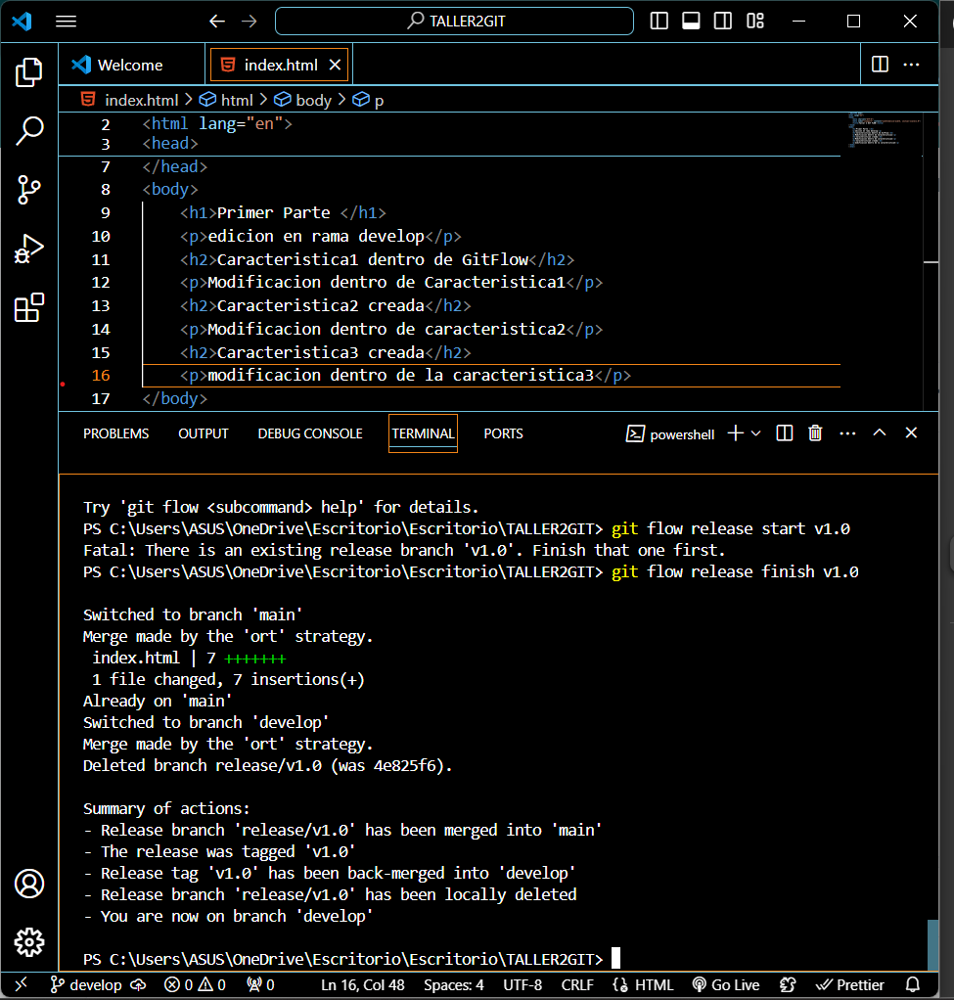 TALLER2GIT
Welcome
index.html
index.html > html > body > p
2 <html lang="en">
3 <head>
7 </head>
8 <body>
9 <h1>Primer Parte </h1>
10 <p>edicion en rama develop</p>
11 <h2>Caracteristica1 dentro de GitFlow</h2>
12 <p>Modificacion dentro de Caracteristica1</p>
13 <h2>Caracteristica2 creada</h2>
14 <p>Modificacion dentro de caracteristica2</p>
15 <h2>Caracteristica3 creada</h2>
16 <p>modificacion dentro de la caracteristica3</p>
17 </body>
PROBLEMS OUTPUT DEBUG CONSOLE TERMINAL PORTS powershell
Try 'git flow <subcommand> help' for details.
PS C:\Users\ASUS\OneDrive\Escritorio\Escritorio\TALLER2GIT> git flow release start v1.0
Fatal: There is an existing release branch 'v1.0'. Finish that one first.
PS C:\Users\ASUS\OneDrive\Escritorio\Escritorio\TALLER2GIT> git flow release finish v1.0
Switched to branch 'main'
Merge made by the 'ort' strategy.
index.html | 7 +++++++
1 file changed, 7 insertions(+)
Already on 'main'
Switched to branch 'develop'
Merge made by the 'ort' strategy.
Deleted branch release/v1.0 (was 4e825f6).
Summary of actions:
- Release branch 'release/v1.0' has been merged into 'main'
- The release was tagged 'v1.0'
- Release tag 'v1.0' has been back-merged into 'develop'
- Release branch 'release/v1.0' has been locally deleted
- You are now on branch 'develop'
PS C:\Users\ASUS\OneDrive\Escritorio\Escritorio\TALLER2GIT>
develop 0 0 0 Ln 16, Col 48 Spaces: 4 UTF-8 CRLF HTML Go Live Prettier